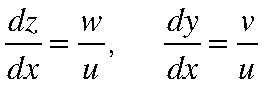 dz/dx = w/u, dy/dx = v/u